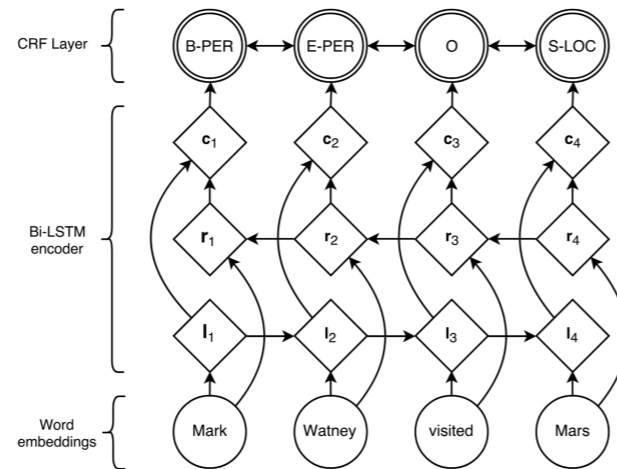 CRF Layer
B-PER E-PER O S-LOC
c1 c2 c3 c4
Bi-LSTM
encoder
r1 r2 r3 r4
l1 l2 l3 l4
Word
embeddings
Mark Watney visited Mars